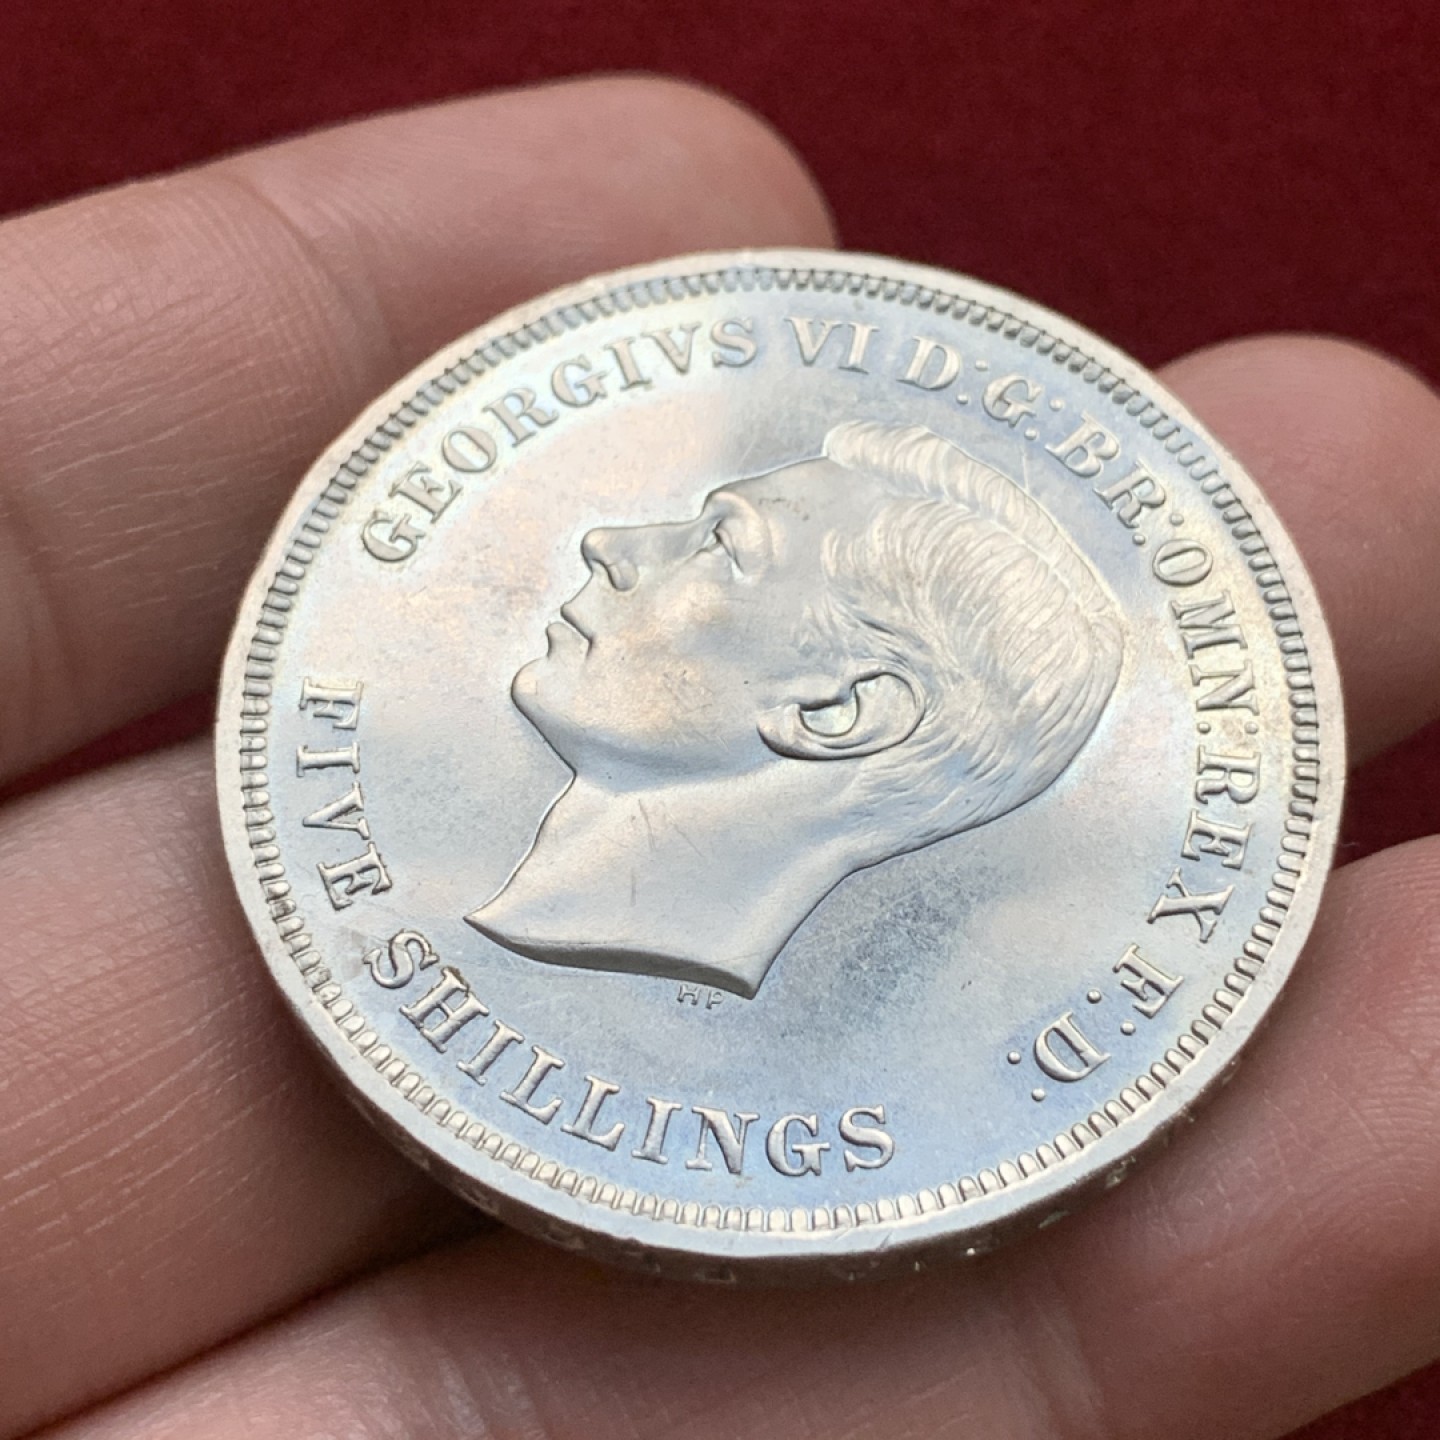 GEORGIVS VI D:G:BR:OMN:REX F:D:
FIVE SHILLINGS
HP